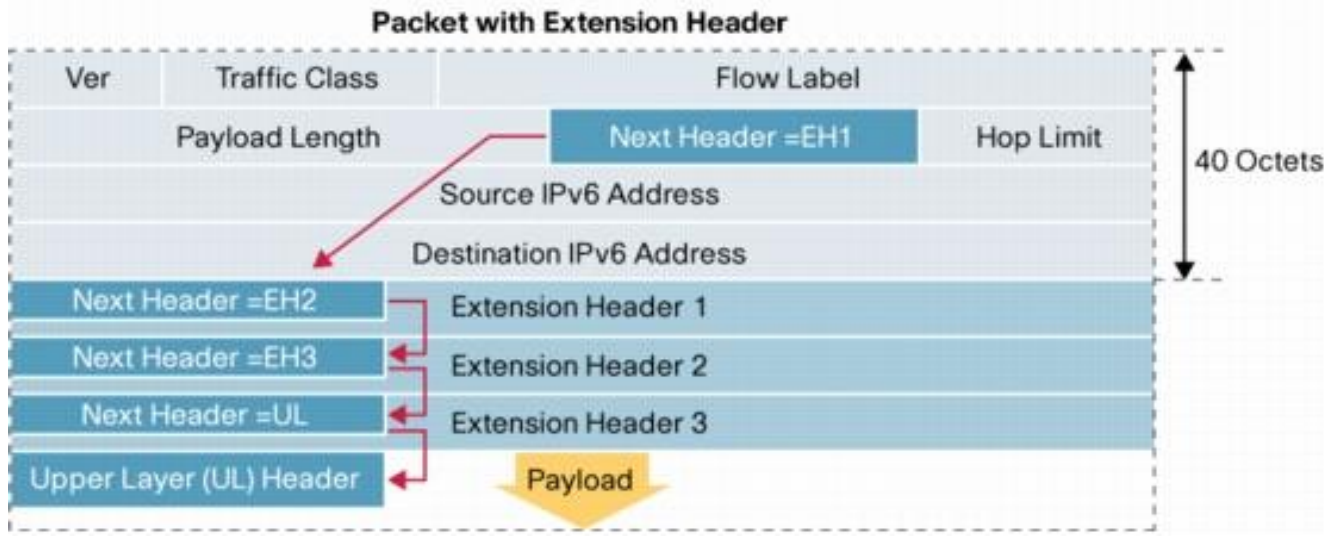 Packet with Extension Header
Ver Traffic Class Flow Label
Payload Length Next Header =EH1 Hop Limit
40 Octets
Source IPv6 Address
Destination IPv6 Address
Next Header =EH2 Extension Header 1
Next Header =EH3 Extension Header 2
Next Header =UL Extension Header 3
Upper Layer (UL) Header Payload